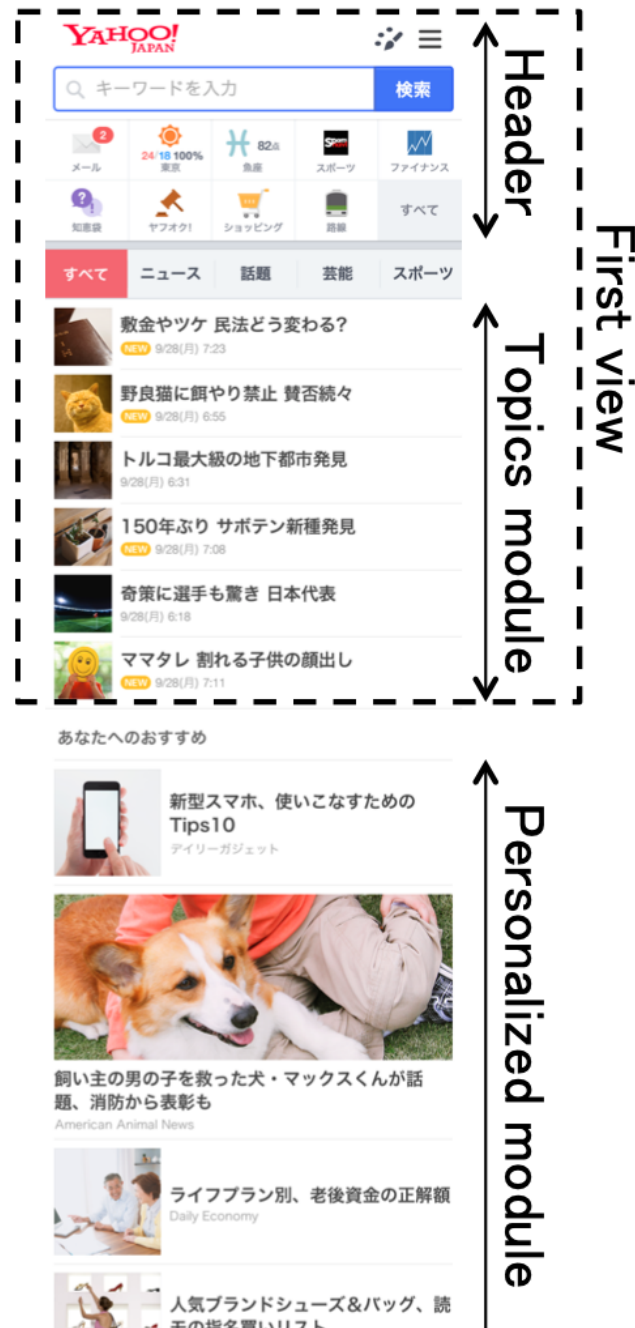 YAHOO!
JAPAN
キーワードを入力
検索
2
メール
24/18 100%
東京
82点
魚座
Sports
スポーツ
ファイナンス
知恵袋
ヤフオク!
ショッピング
路線
すべて
すべて
ニュース
話題
芸能
スポーツ
敷金やツケ 民法どう変わる?
NEW 9/28(月) 7:23
野良猫に餌やり禁止 賛否続々
NEW 9/28(月) 6:55
トルコ最大級の地下都市発見
9/28(月) 6:31
150年ぶり サボテン新種発見
NEW 9/28(月) 7:08
奇策に選手も驚き 日本代表
9/28(月) 6:18
ママタレ 割れる子供の顔出し
NEW 9/28(月) 7:11
あなたへのおすすめ
新型スマホ、使いこなすための
Tips10
デイリーガジェット
飼い主の男の子を救った犬・マックスくんが話
題、消防から表彰も
American Animal News
ライフプラン別、老後資金の正解額
Daily Economy
人気ブランドシューズ&バッグ、読
モの指名買いリスト
Header
Topics module
First view
Personalized module